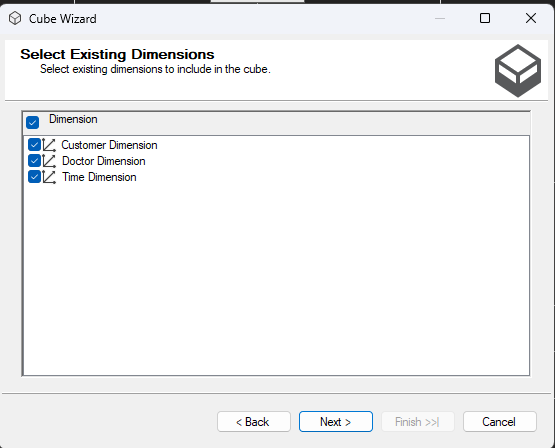 Cube Wizard
Select Existing Dimensions
Select existing dimensions to include in the cube.
Dimension
Customer Dimension
Doctor Dimension
Time Dimension
< Back
Next >
Finish >>|
Cancel